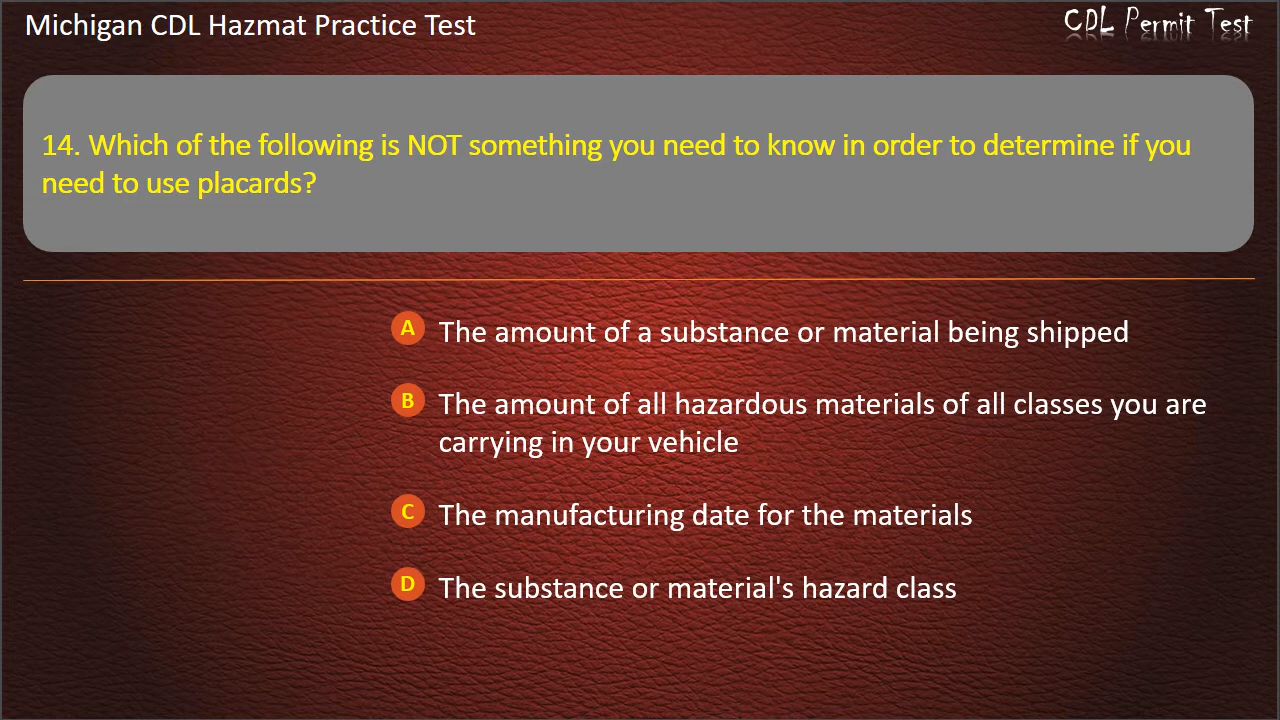 Michigan CDL Hazmat Practice Test
CDL Permit Test
14. Which of the following is NOT something you need to know in order to determine if you
need to use placards?
A The amount of a substance or material being shipped
B The amount of all hazardous materials of all classes you are
carrying in your vehicle
C The manufacturing date for the materials
D The substance or material's hazard class